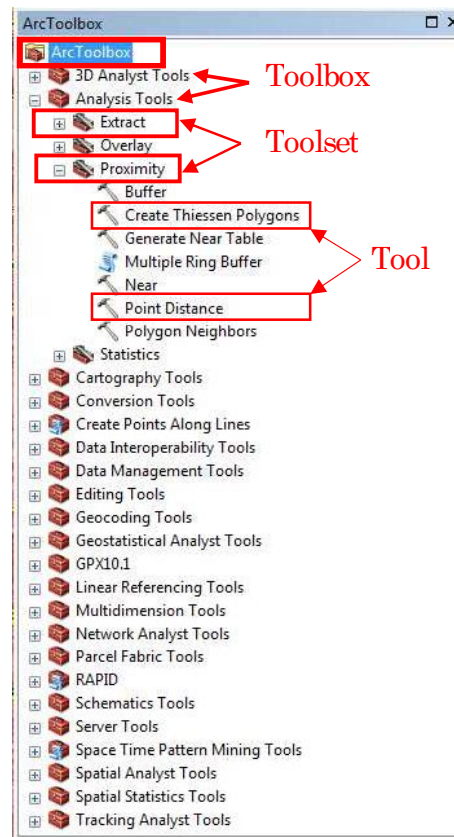 ArcToolbox
ArcToolbox
3D Analyst Tools
Toolbox
Analysis Tools
Extract
Toolset
Overlay
Proximity
Buffer
Create Thiessen Polygons
Generate Near Table
Tool
Multiple Ring Buffer
Near
Point Distance
Polygon Neighbors
Statistics
Cartography Tools
Conversion Tools
Create Points Along Lines
Data Interoperability Tools
Data Management Tools
Editing Tools
Geocoding Tools
Geostatistical Analyst Tools
GPX10.1
Linear Referencing Tools
Multidimension Tools
Network Analyst Tools
Parcel Fabric Tools
RAPID
Schematics Tools
Server Tools
Space Time Pattern Mining Tools
Spatial Analyst Tools
Spatial Statistics Tools
Tracking Analyst Tools